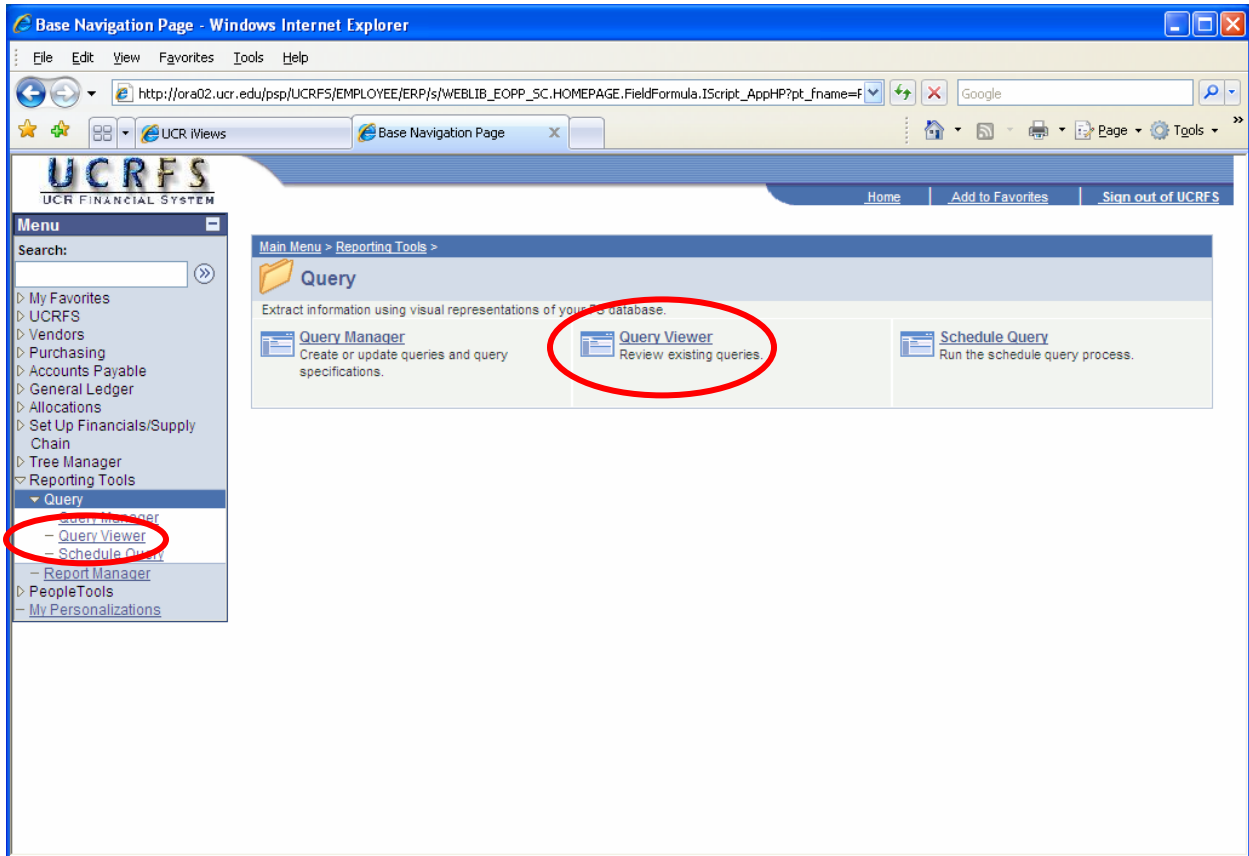 Base Navigation Page - Windows Internet Explorer
File Edit View Favorites Tools Help
http://ora02.ucr.edu/psp/UCRFS/EMPLOYEE/ERP/s/WEBLIB_EOPP_SC.HOMEPAGE.FieldFormula.IScript_AppHP?pt_fname=F
Google
UCR iViews
Base Navigation Page
Page
Tools
UCRFS
UCR FINANCIAL SYSTEM
Home
Add to Favorites
Sign out of UCRFS
Menu
Search:
My Favorites
UCRFS
Vendors
Purchasing
Accounts Payable
General Ledger
Allocations
Set Up Financials/Supply
Chain
Tree Manager
Reporting Tools
Query
Query Manager
Query Viewer
Schedule Query
Report Manager
PeopleTools
My Personalizations
Main Menu > Reporting Tools >
Query
Extract information using visual representations of your PS database.
Query Manager
Create or update queries and query
specifications.
Query Viewer
Review existing queries.
Schedule Query
Run the schedule query process.